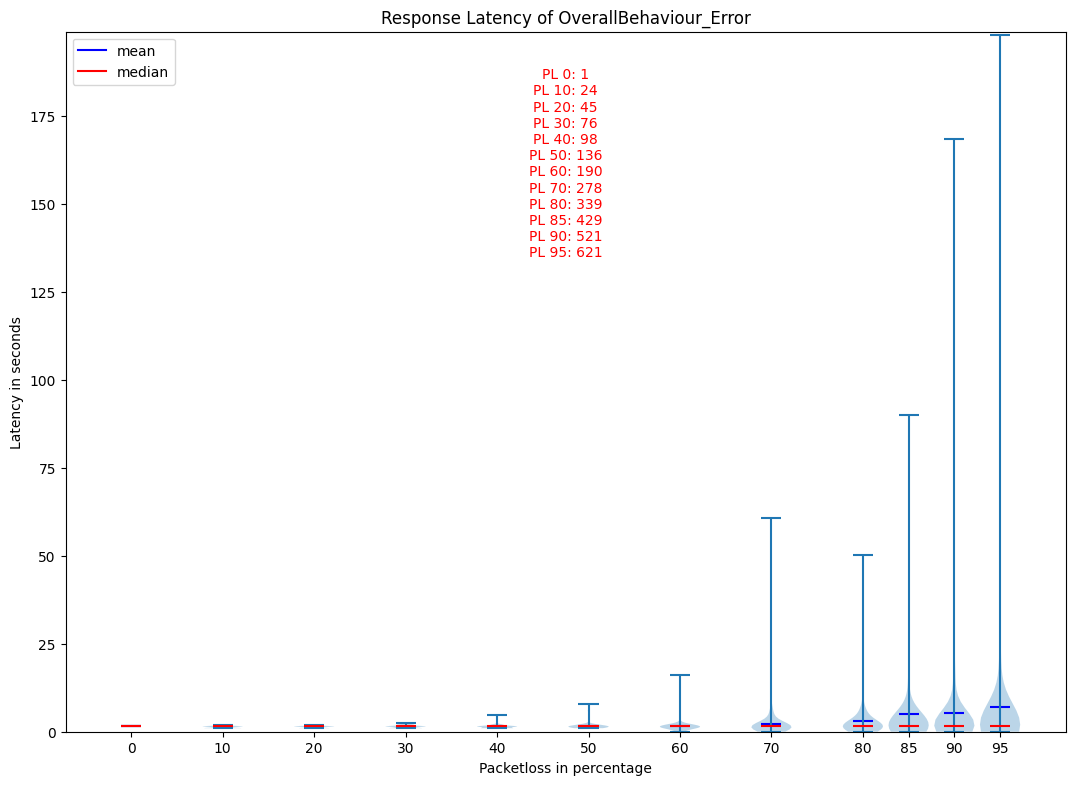 Response Latency of OverallBehaviour_Error
mean
median
PL 0: 1
PL 10: 24
PL 20: 45
PL 30: 76
PL 40: 98
PL 50: 136
PL 60: 190
PL 70: 278
PL 80: 339
PL 85: 429
PL 90: 521
PL 95: 621
Latency in seconds
175
150
125
100
75
50
25
0
0 10 20 30 40 50 60 70 80 85 90 95
Packetloss in percentage